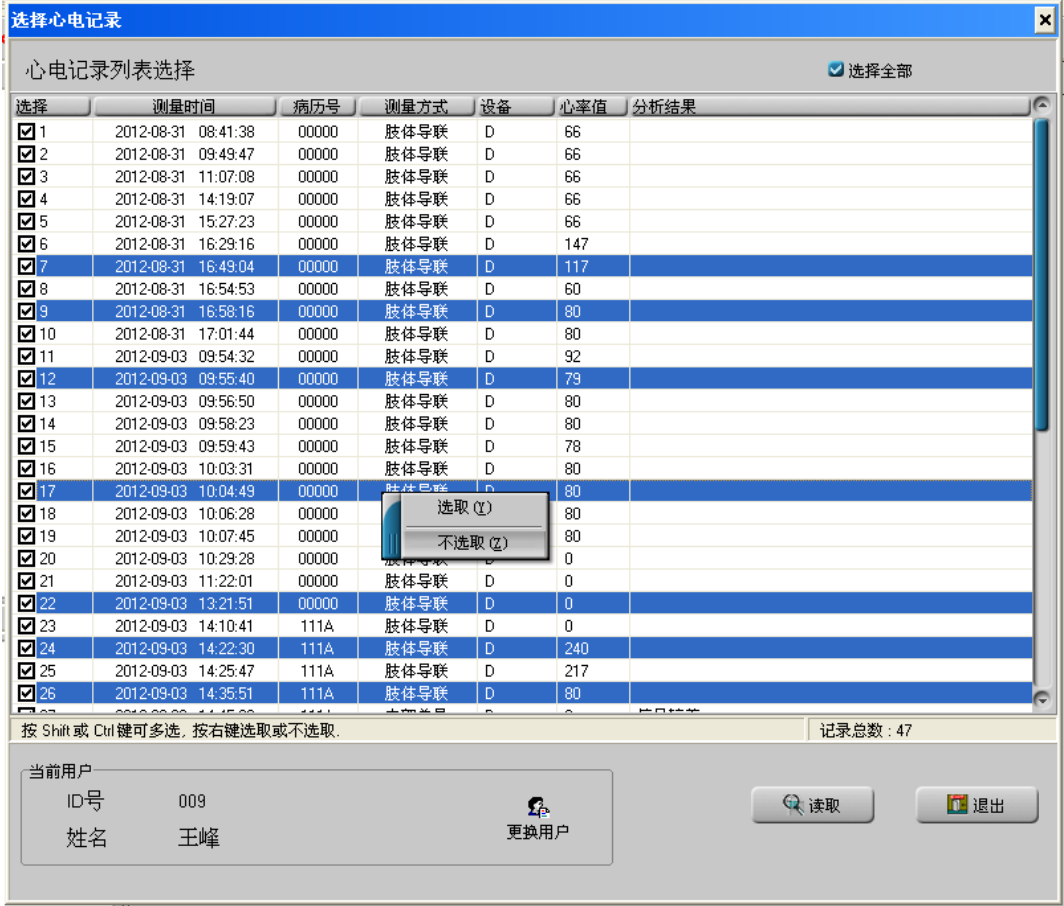 选择心电记录
心电记录列表选择 选择全部
选择 测量时间 病历号 测量方式 设备 心率值 分析结果
1 2012-08-31 08:41:38 00000 肢体导联 D 66
2 2012-08-31 09:49:47 00000 肢体导联 D 66
3 2012-08-31 11:07:08 00000 肢体导联 D 66
4 2012-08-31 14:19:07 00000 肢体导联 D 66
5 2012-08-31 15:27:23 00000 肢体导联 D 66
6 2012-08-31 16:29:16 00000 肢体导联 D 147
7 2012-08-31 16:49:04 00000 肢体导联 D 117
8 2012-08-31 16:54:53 00000 肢体导联 D 60
9 2012-08-31 16:58:16 00000 肢体导联 D 80
10 2012-08-31 17:01:44 00000 肢体导联 D 80
11 2012-09-03 09:54:32 00000 肢体导联 D 92
12 2012-09-03 09:55:40 00000 肢体导联 D 79
13 2012-09-03 09:56:50 00000 肢体导联 D 80
14 2012-09-03 09:58:23 00000 肢体导联 D 80
15 2012-09-03 09:59:43 00000 肢体导联 D 78
16 2012-09-03 10:03:31 00000 肢体导联 D 80
17 2012-09-03 10:04:49 00000 肢体导联 D 80
选取(Y)
18 2012-09-03 10:06:28 00000 80
19 2012-09-03 10:07:45 00000 80
不选取(Z)
20 2012-09-03 10:29:28 00000 肢体导联 D 0
21 2012-09-03 11:22:01 00000 肢体导联 D 0
22 2012-09-03 13:21:51 00000 肢体导联 D 0
23 2012-09-03 14:10:41 111A 肢体导联 D 0
24 2012-09-03 14:22:30 111A 肢体导联 D 240
25 2012-09-03 14:25:47 111A 肢体导联 D 217
26 2012-09-03 14:35:51 111A 肢体导联 D 80
按 Shift 或 Ctrl 键可多选, 按右键选取或不选取. 记录总数 : 47
当前用户
ID号 009
姓名 王峰
更换用户
读取 退出